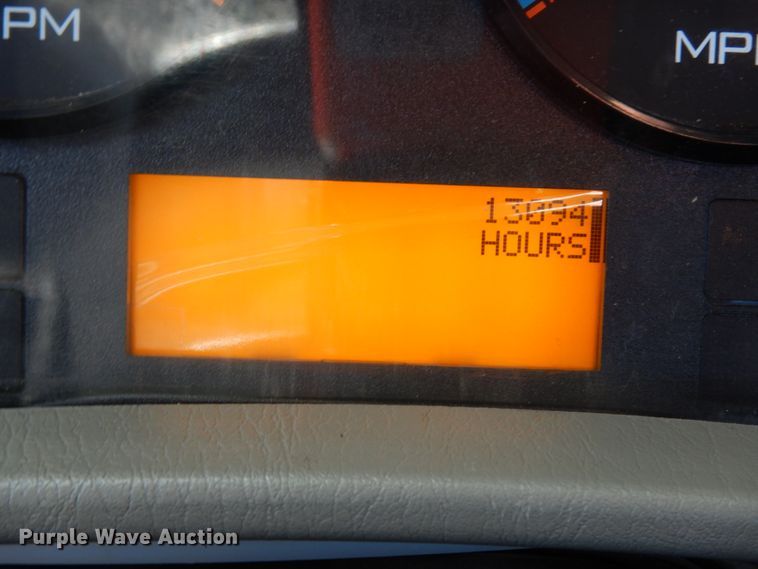 PM
MPH
13094
HOURS
Purple Wave Auction